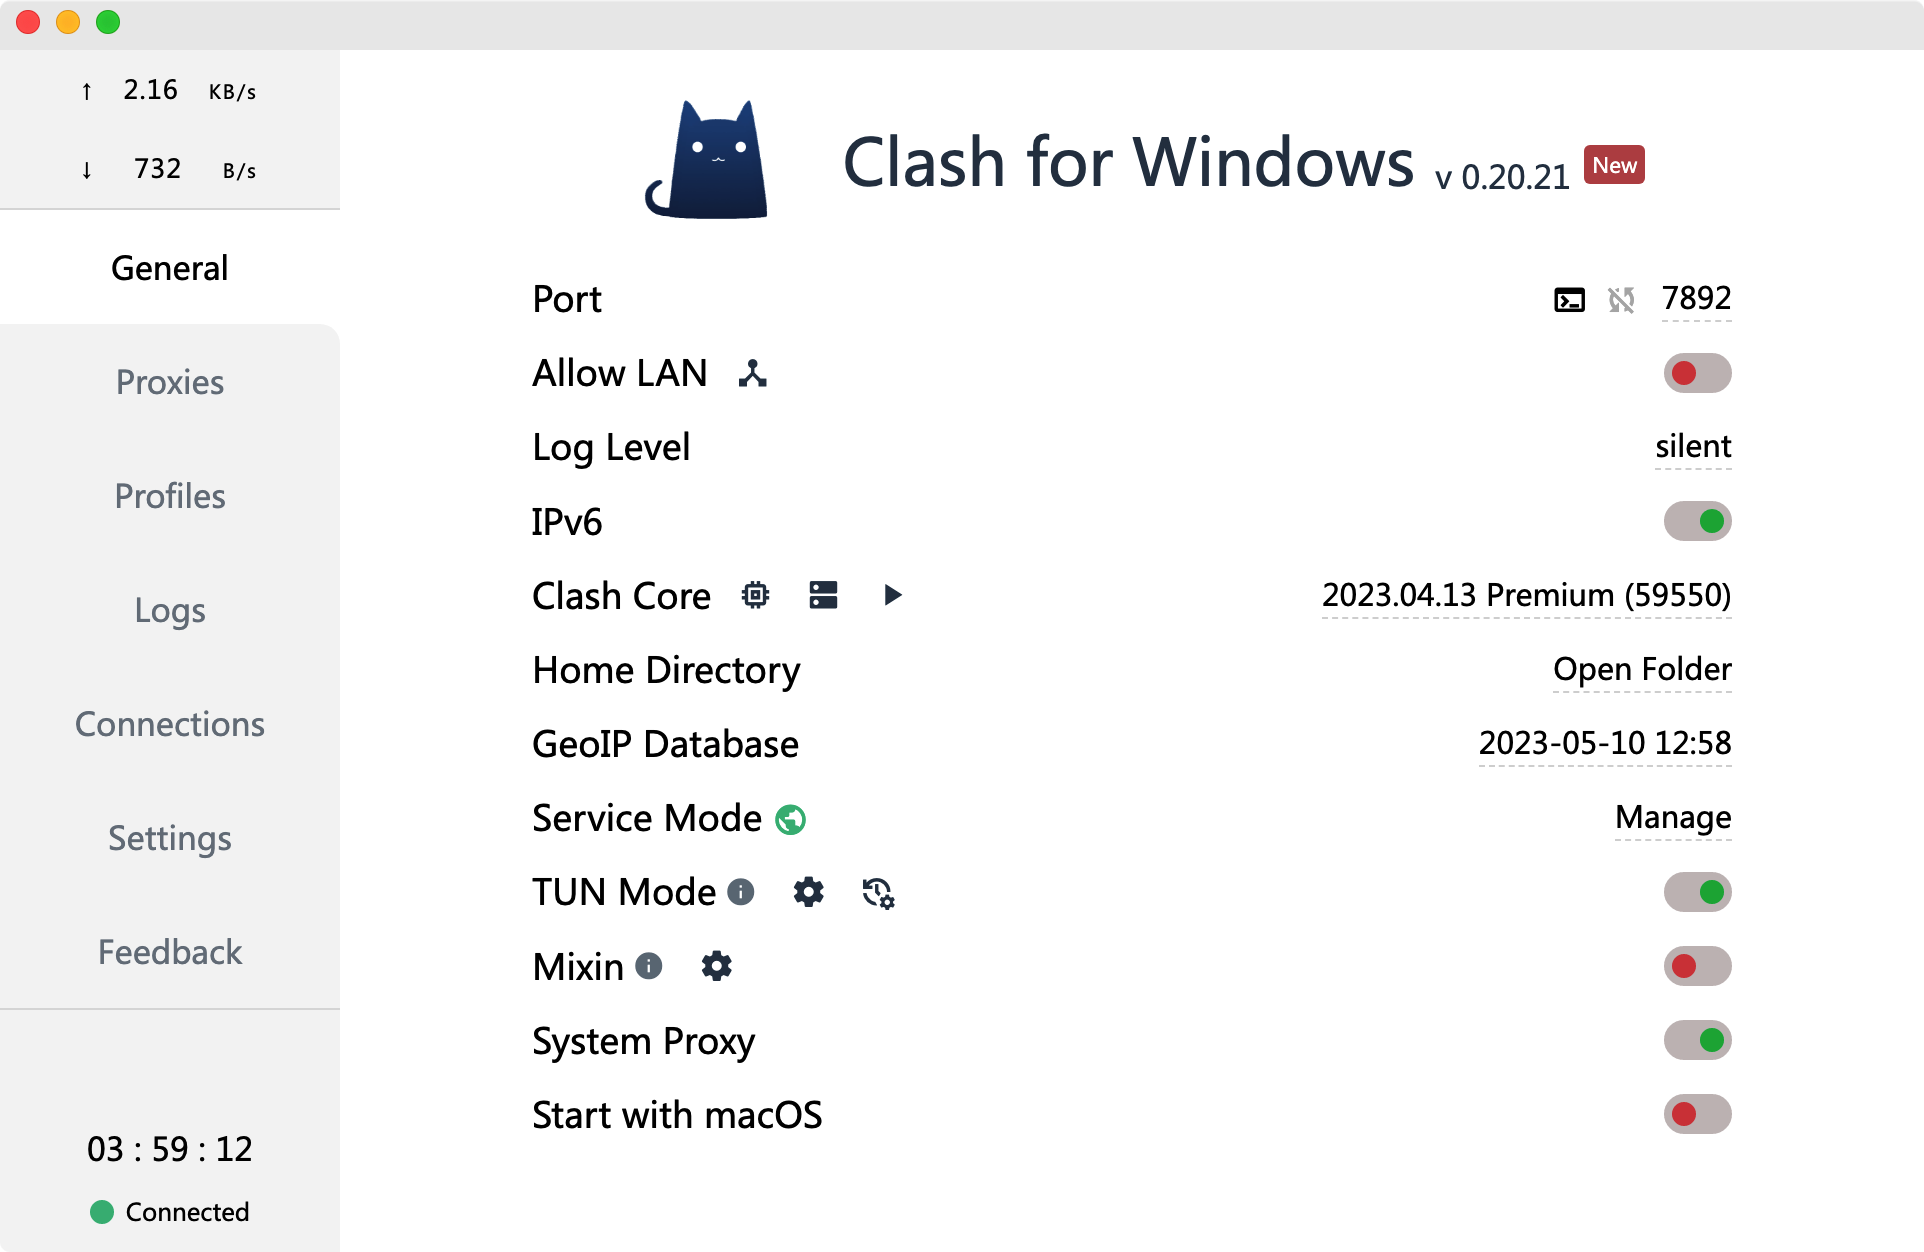 ↑ 2.16 KB/s
↓ 732 B/s
General
Proxies
Profiles
Logs
Connections
Settings
Feedback
03 : 59 : 12
Connected
Clash for Windows v 0.20.21 New
Port 7892
Allow LAN
Log Level silent
IPv6
Clash Core 2023.04.13 Premium (59550)
Home Directory Open Folder
GeoIP Database 2023-05-10 12:58
Service Mode Manage
TUN Mode
Mixin
System Proxy
Start with macOS